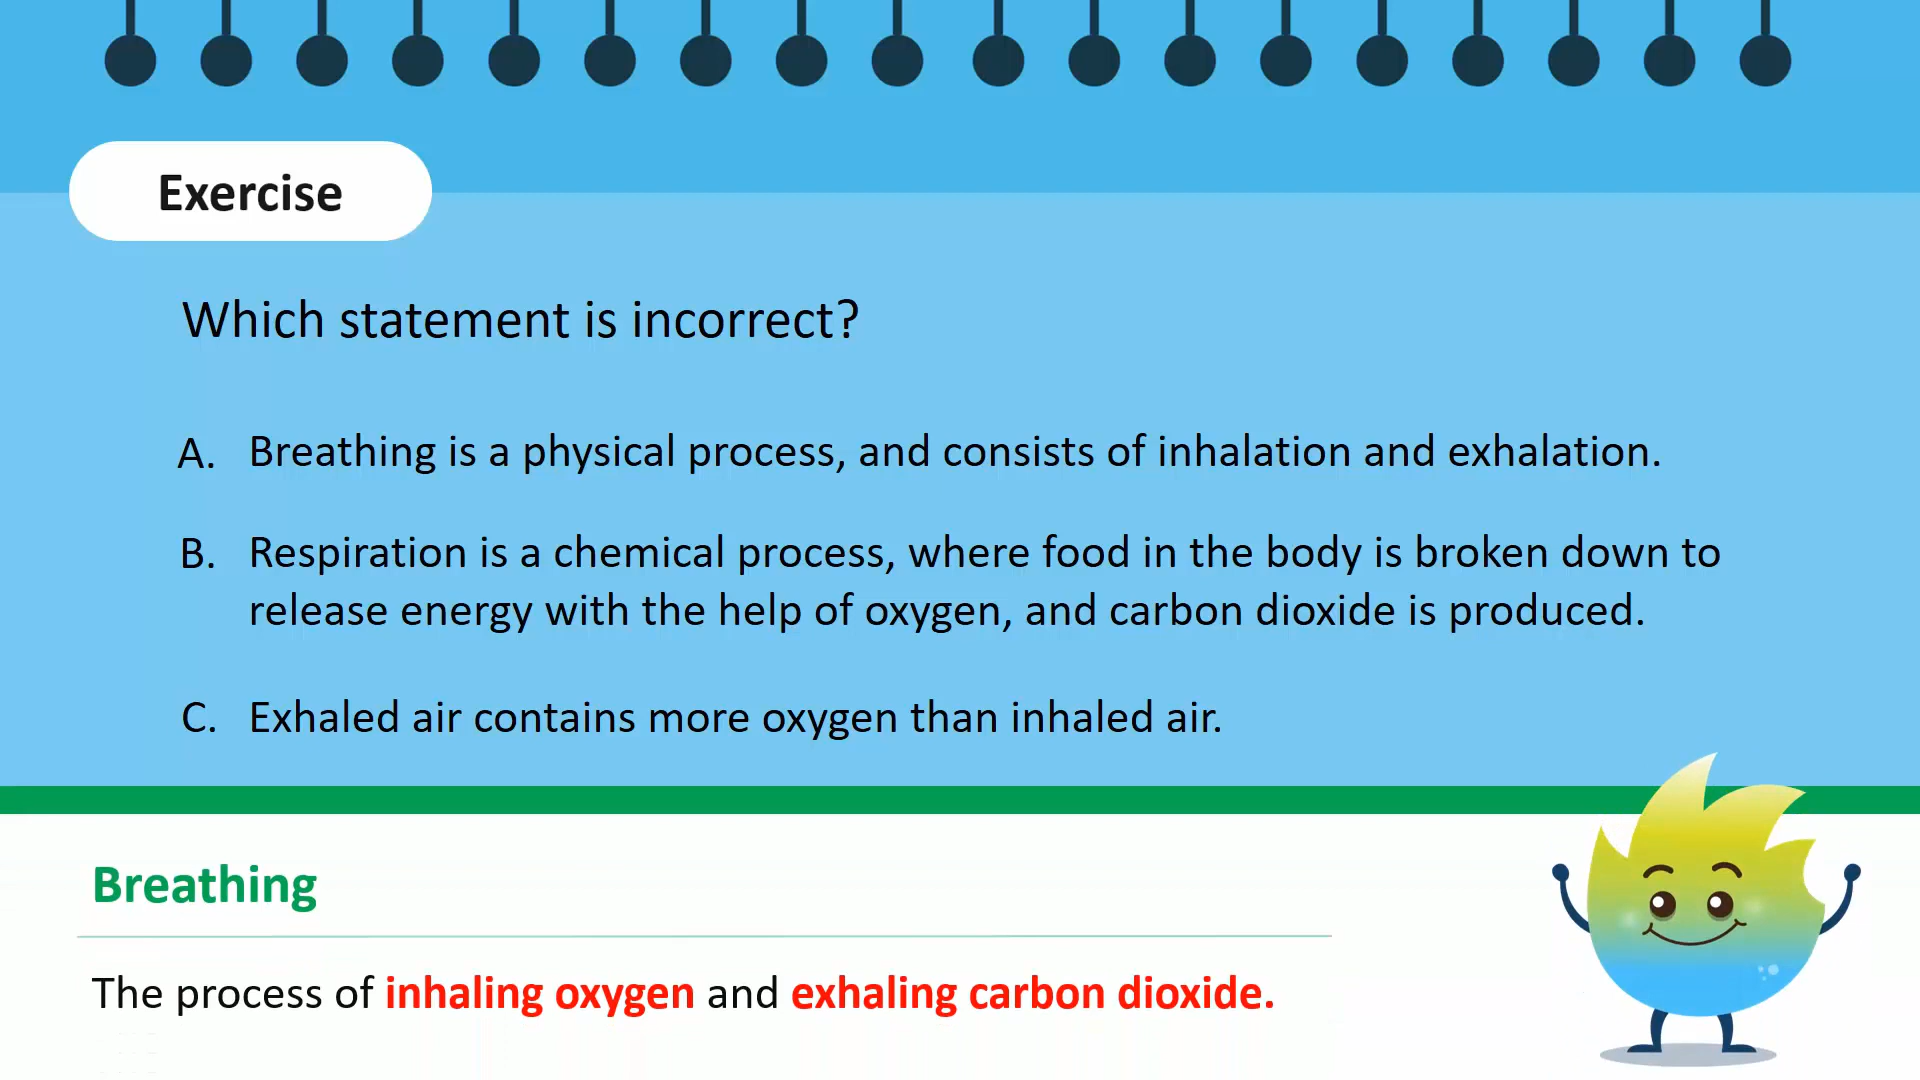 Exercise
Which statement is incorrect?
A. Breathing is a physical process, and consists of inhalation and exhalation.
B. Respiration is a chemical process, where food in the body is broken down to
release energy with the help of oxygen, and carbon dioxide is produced.
C. Exhaled air contains more oxygen than inhaled air.
Breathing
The process of inhaling oxygen and exhaling carbon dioxide.